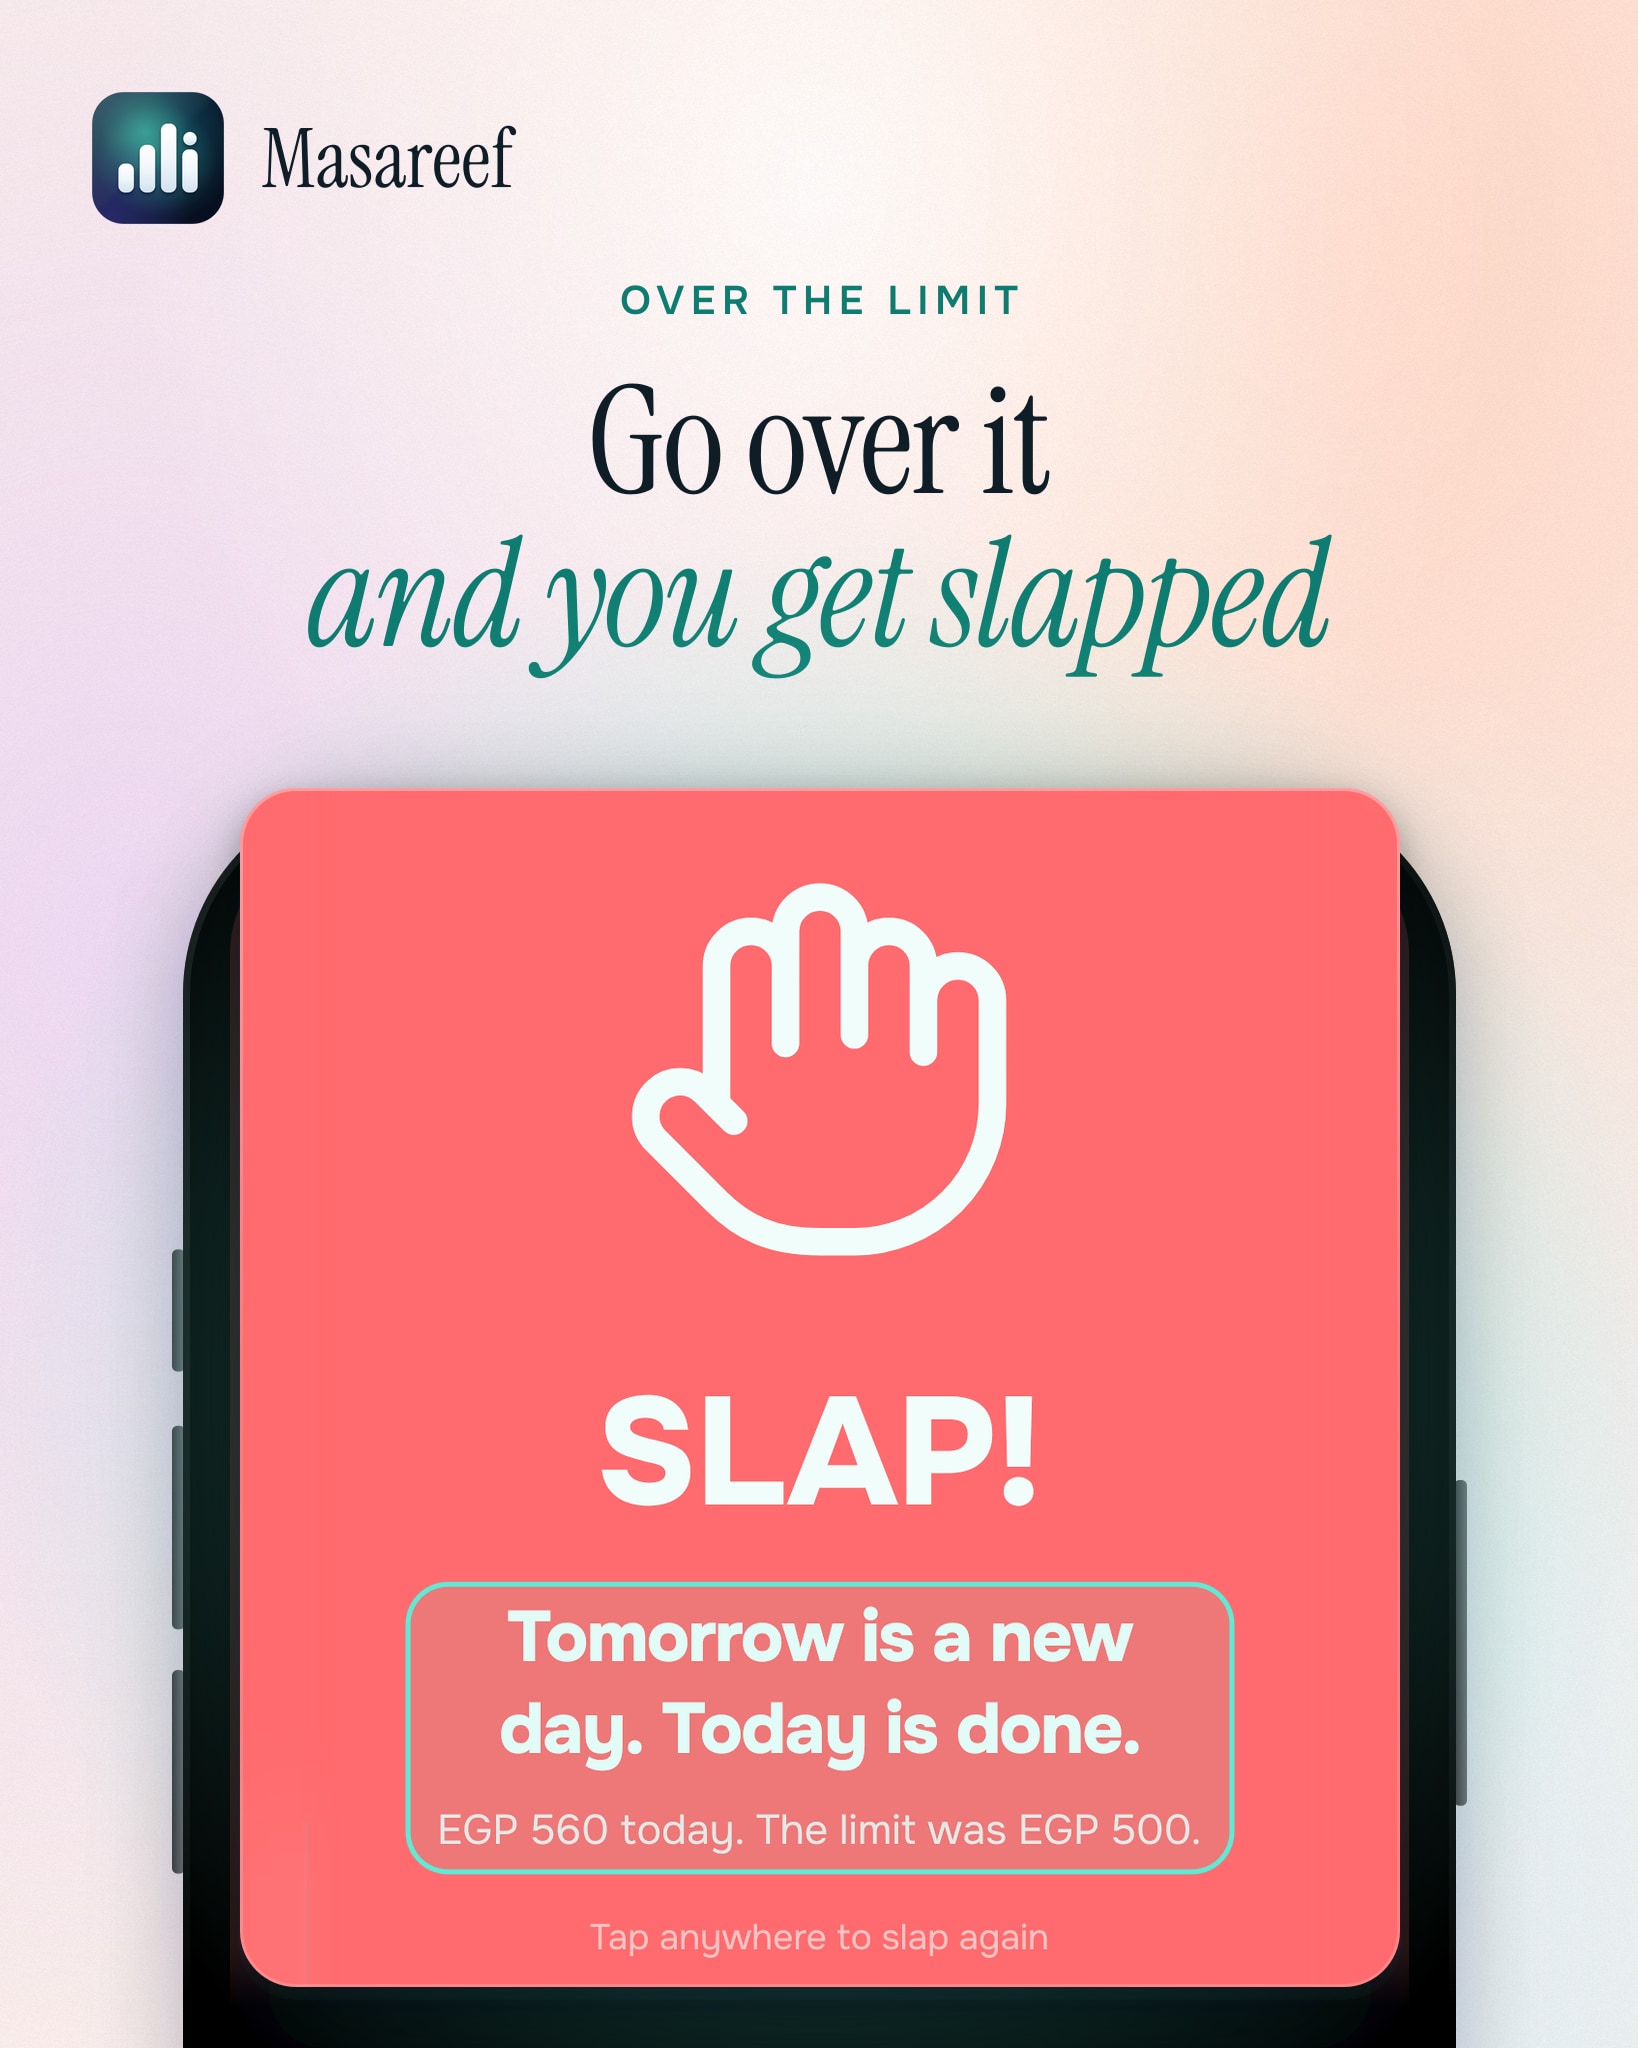 Masareef
OVER THE LIMIT
Go over it
and you get slapped
SLAP!
Tomorrow is a new
day. Today is done.
EGP 560 today. The limit was EGP 500.
Tap anywhere to slap again